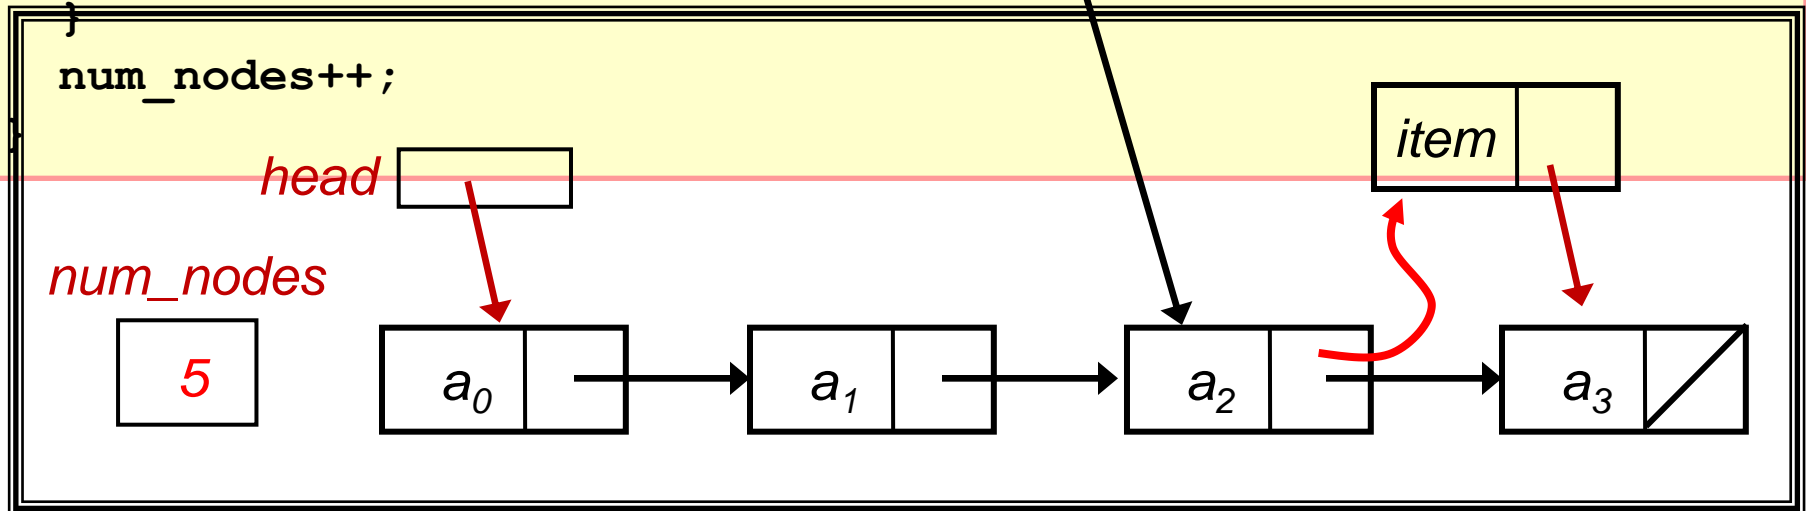 }
num_nodes++;
}
item
head
num_nodes
5
a0
a1
a2
a3